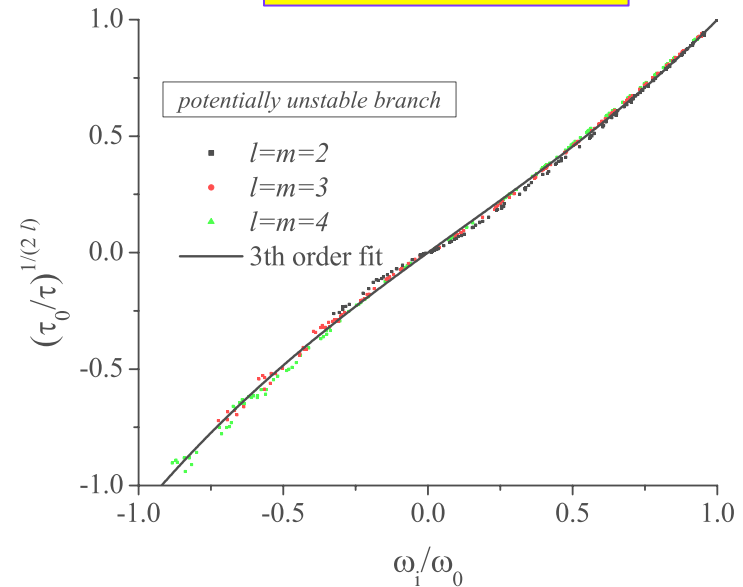 1.0
0.5
0.0
-0.5
-1.0
(τ₀/τ)^1/(2 l)
potentially unstable branch
l=m=2
l=m=3
l=m=4
3th order fit
-1.0 -0.5 0.0 0.5 1.0
ωᵢ/ω₀